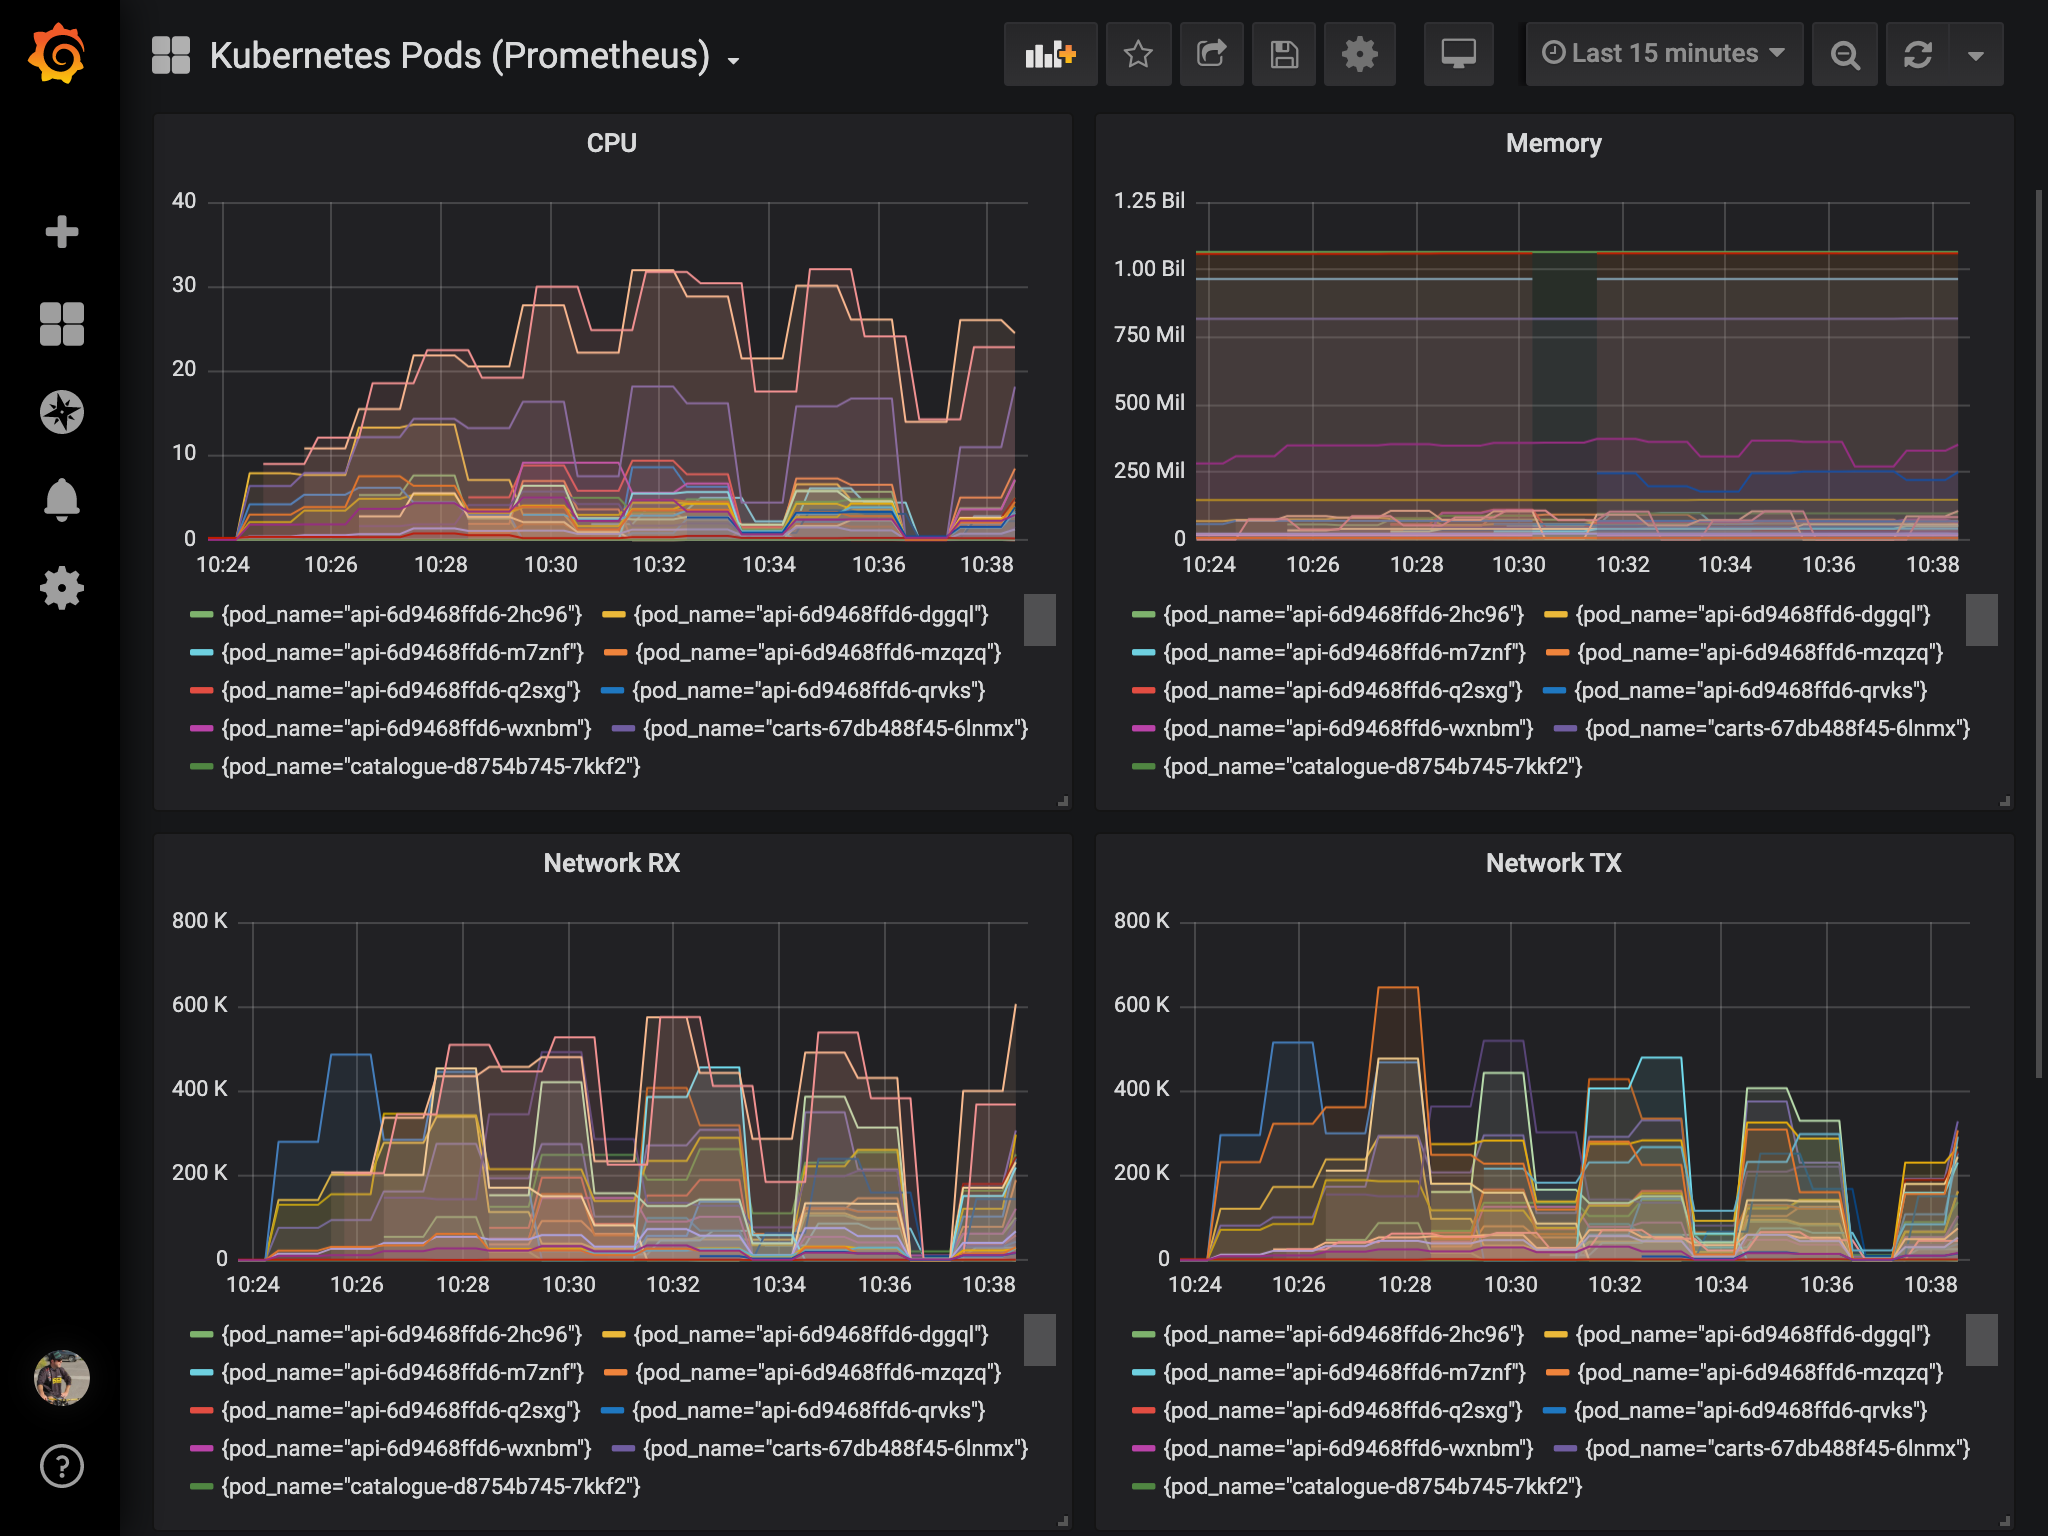 Kubernetes Pods (Prometheus)
Last 15 minutes
CPU
40
30
20
10
0
10:24 10:26 10:28 10:30 10:32 10:34 10:36 10:38
{pod_name="api-6d9468ffd6-2hc96"} {pod_name="api-6d9468ffd6-dggql"}
{pod_name="api-6d9468ffd6-m7znf"} {pod_name="api-6d9468ffd6-mzqzq"}
{pod_name="api-6d9468ffd6-q2sxg"} {pod_name="api-6d9468ffd6-qrvks"}
{pod_name="api-6d9468ffd6-wxnbm"} {pod_name="carts-67db488f45-6lnmx"}
{pod_name="catalogue-d8754b745-7kkf2"}
Memory
1.25 Bil
1.00 Bil
750 Mil
500 Mil
250 Mil
0
10:24 10:26 10:28 10:30 10:32 10:34 10:36 10:38
{pod_name="api-6d9468ffd6-2hc96"} {pod_name="api-6d9468ffd6-dggql"}
{pod_name="api-6d9468ffd6-m7znf"} {pod_name="api-6d9468ffd6-mzqzq"}
{pod_name="api-6d9468ffd6-q2sxg"} {pod_name="api-6d9468ffd6-qrvks"}
{pod_name="api-6d9468ffd6-wxnbm"} {pod_name="carts-67db488f45-6lnmx"}
{pod_name="catalogue-d8754b745-7kkf2"}
Network RX
800 K
600 K
400 K
200 K
0
10:24 10:26 10:28 10:30 10:32 10:34 10:36 10:38
{pod_name="api-6d9468ffd6-2hc96"} {pod_name="api-6d9468ffd6-dggql"}
{pod_name="api-6d9468ffd6-m7znf"} {pod_name="api-6d9468ffd6-mzqzq"}
{pod_name="api-6d9468ffd6-q2sxg"} {pod_name="api-6d9468ffd6-qrvks"}
{pod_name="api-6d9468ffd6-wxnbm"} {pod_name="carts-67db488f45-6lnmx"}
{pod_name="catalogue-d8754b745-7kkf2"}
Network TX
800 K
600 K
400 K
200 K
0
10:24 10:26 10:28 10:30 10:32 10:34 10:36 10:38
{pod_name="api-6d9468ffd6-2hc96"} {pod_name="api-6d9468ffd6-dggql"}
{pod_name="api-6d9468ffd6-m7znf"} {pod_name="api-6d9468ffd6-mzqzq"}
{pod_name="api-6d9468ffd6-q2sxg"} {pod_name="api-6d9468ffd6-qrvks"}
{pod_name="api-6d9468ffd6-wxnbm"} {pod_name="carts-67db488f45-6lnmx"}
{pod_name="catalogue-d8754b745-7kkf2"}